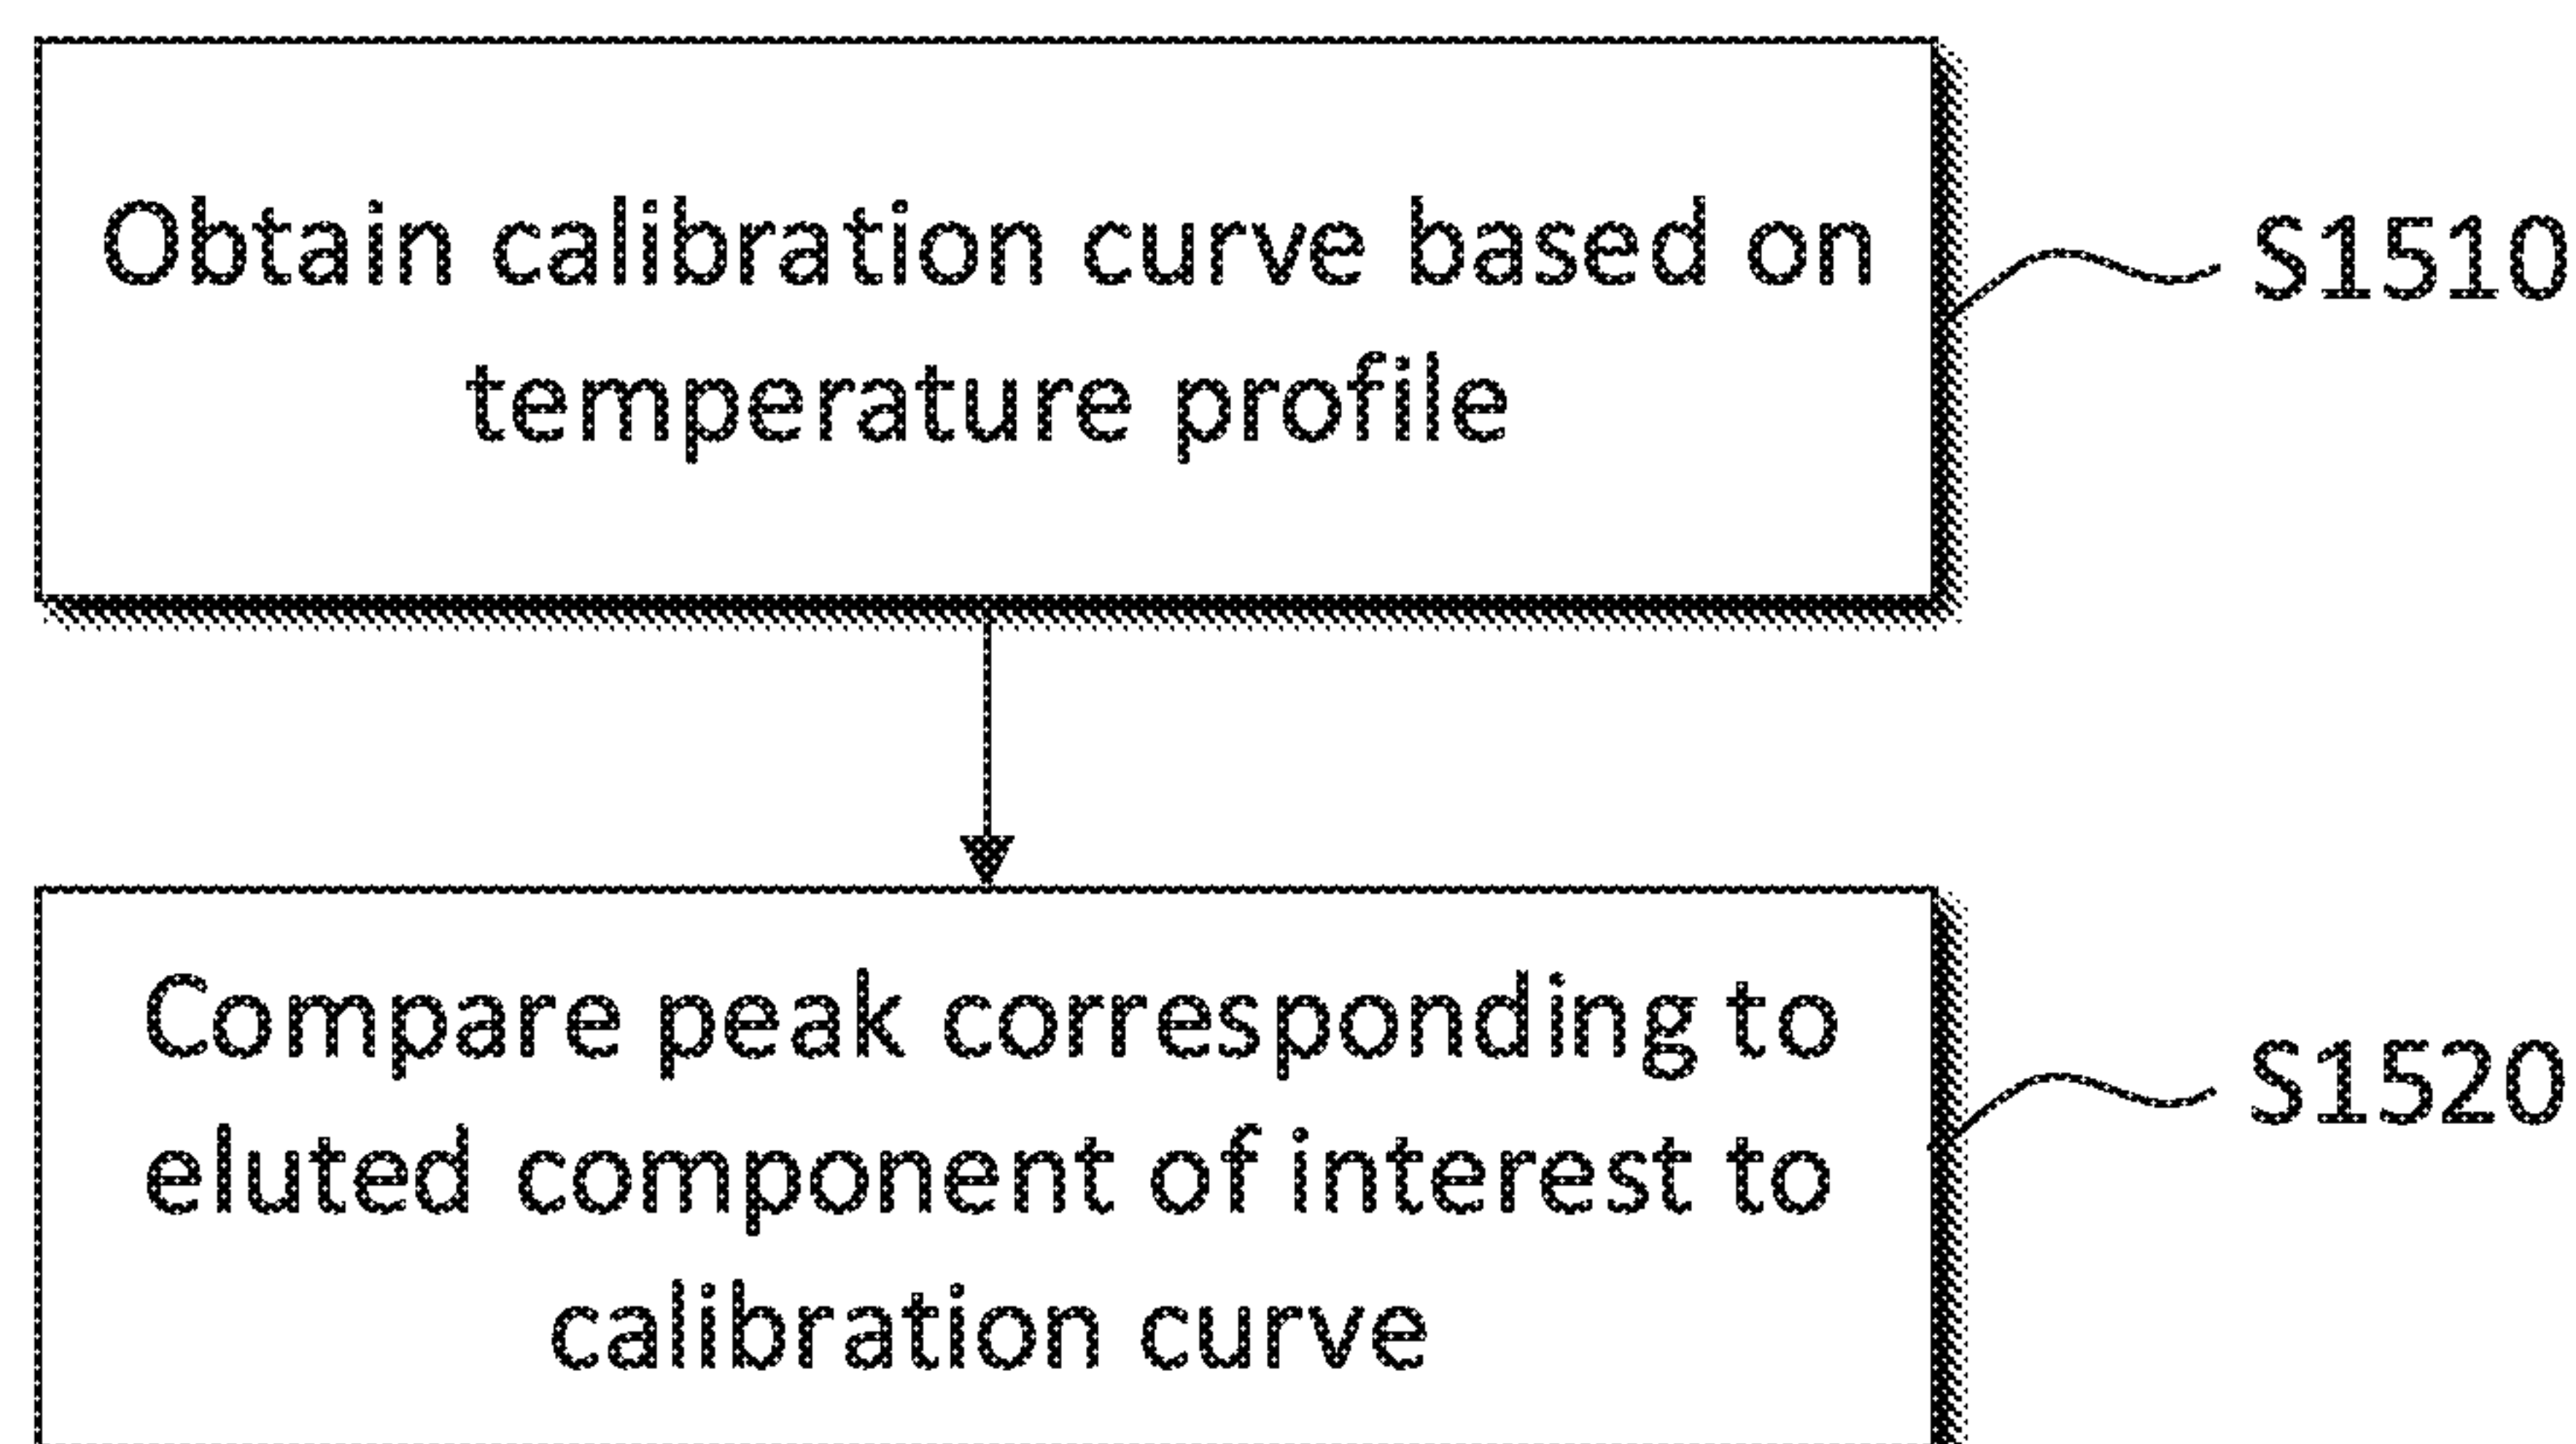 Obtain calibration curve based on
temperature profile
S1510
Compare peak corresponding to
eluted component of interest to
calibration curve
S1520